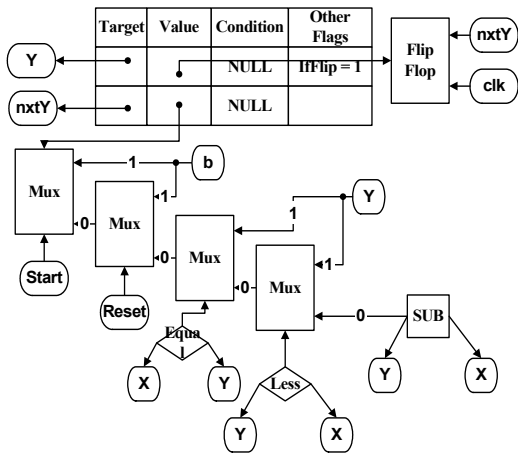 Target Value Condition Other Flags
Y
NULL IfFlip = 1
Flip Flop
nxtY
clk
nxtY
NULL
Mux
1
b
Mux
1
0
Mux
1
Y
0
Mux
1
0
0
SUB
Start
Reset
Equa
l
X
Y
Less
Y
X
Y
X